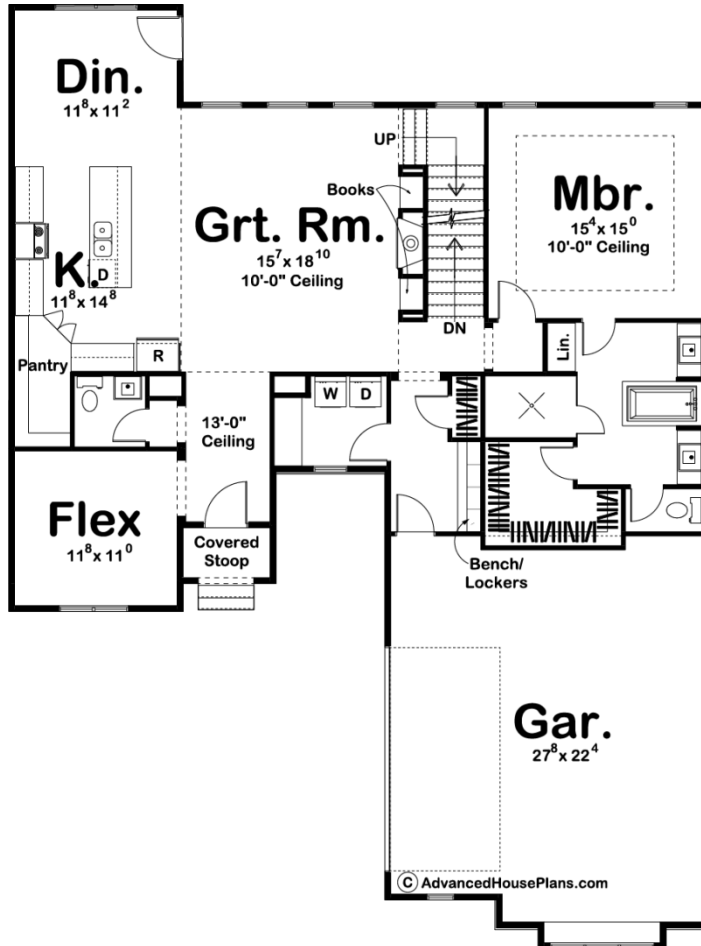 Din.
11⁸ x 11²
UP
Books
Mbr.
15⁴ x 15⁰
10'-0" Ceiling
Grt. Rm.
15⁷ x 18¹⁰
10'-0" Ceiling
K.
D
11⁸ x 14⁸
DN
Pantry
R
Lin.
W
D
13'-0"
Ceiling
Flex
11⁸ x 11⁰
Covered
Stoop
Bench/
Lockers
Gar.
27⁸ x 22⁴
© AdvancedHousePlans.com